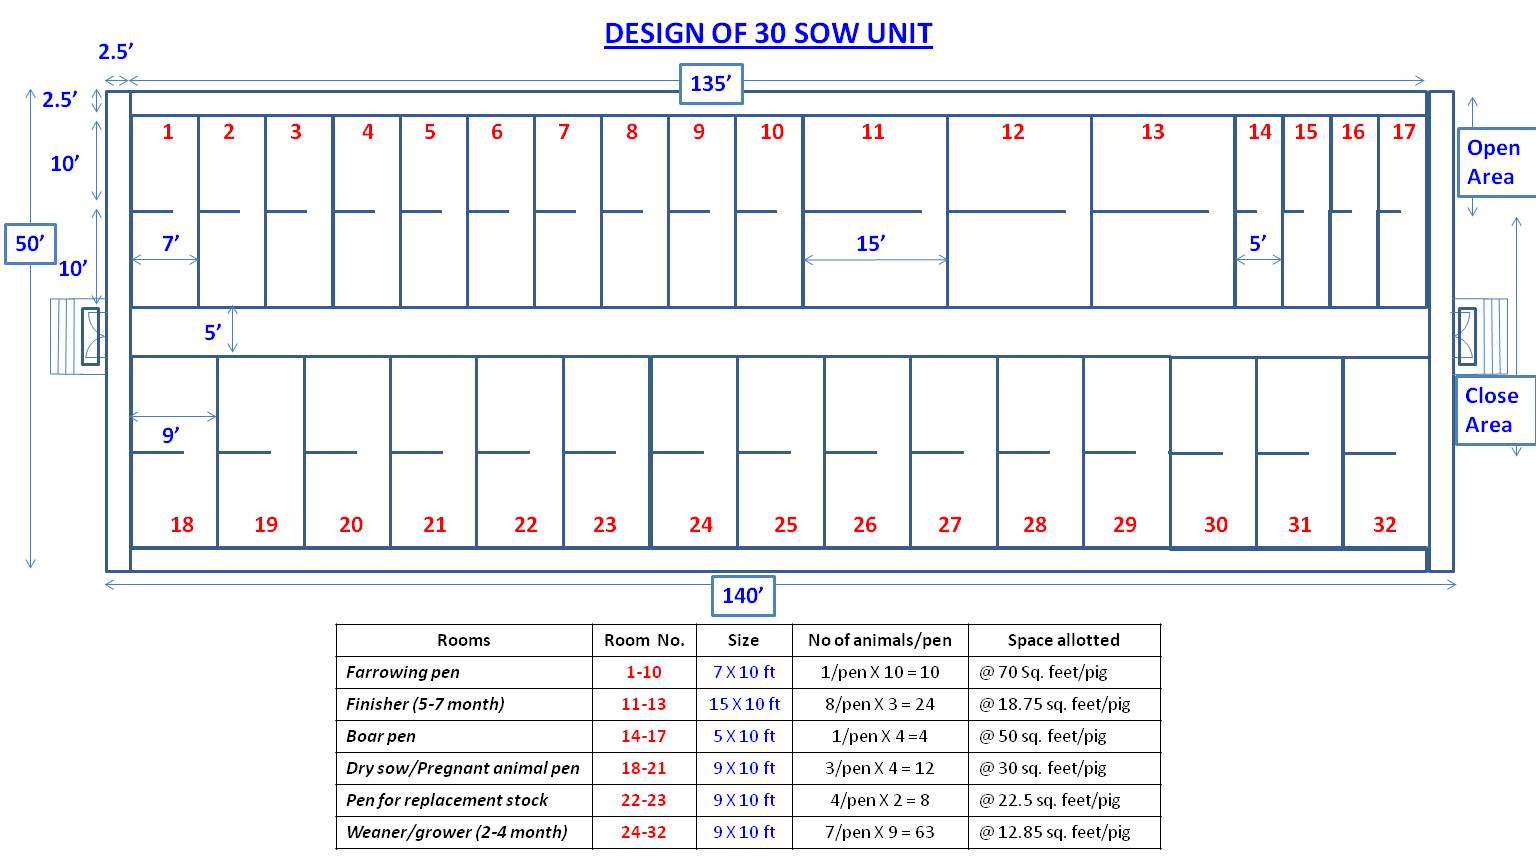 DESIGN OF 30 SOW UNIT
2.5’
135’
2.5’
1 2 3 4 5 6 7 8 9 10 11 12 13 14 15 16 17
10’
Open
Area
50’
7’
15’
5’
10’
5’
Close
Area
9’
18 19 20 21 22 23 24 25 26 27 28 29 30 31 32
140’
Rooms Room No. Size No of animals/pen Space allotted
Farrowing pen 1-10 7 X 10 ft 1/pen X 10 = 10 @ 70 Sq. feet/pig
Finisher (5-7 month) 11-13 15 X 10 ft 8/pen X 3 = 24 @ 18.75 sq. feet/pig
Boar pen 14-17 5 X 10 ft 1/pen X 4 =4 @ 50 sq. feet/pig
Dry sow/Pregnant animal pen 18-21 9 X 10 ft 3/pen X 4 = 12 @ 30 sq. feet/pig
Pen for replacement stock 22-23 9 X 10 ft 4/pen X 2 = 8 @ 22.5 sq. feet/pig
Weaner/grower (2-4 month) 24-32 9 X 10 ft 7/pen X 9 = 63 @ 12.85 sq. feet/pig